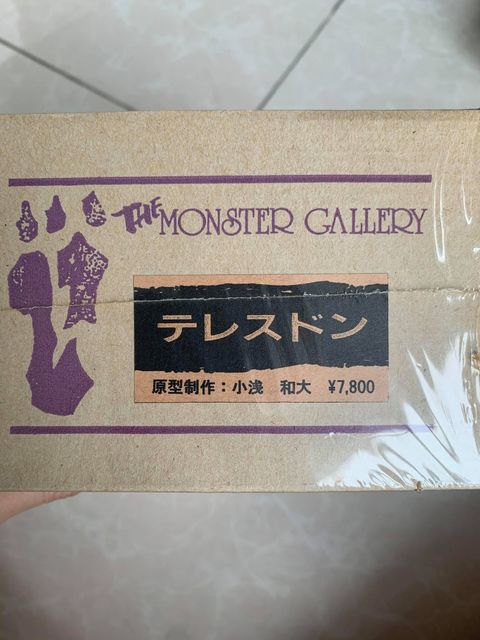 THE MONSTER GALLERY
テレスドン
原型制作：小浅 和大 ¥7,800